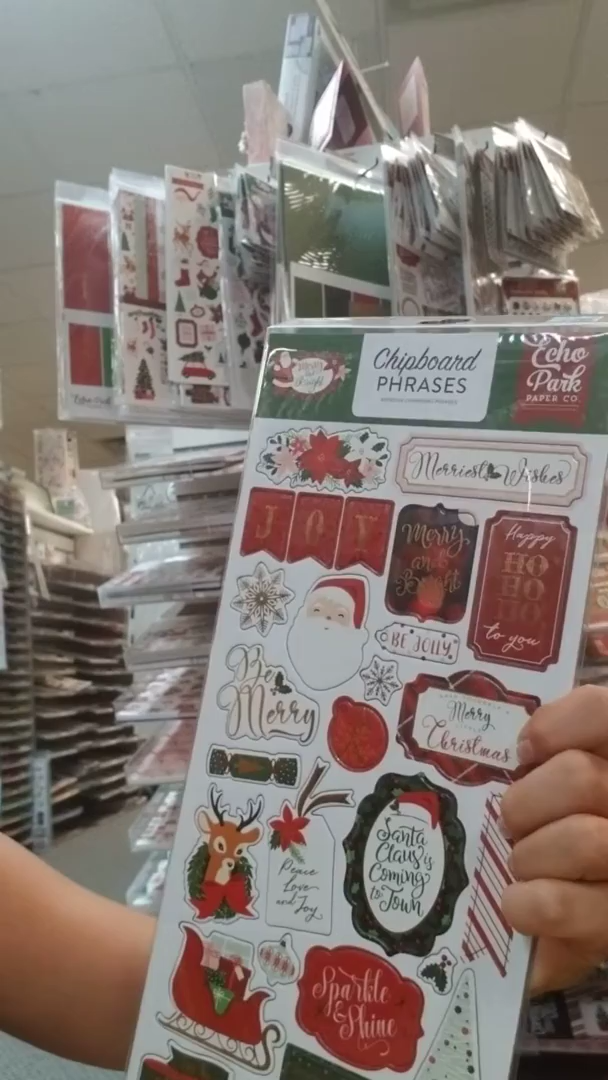 Chipboard
PHRASES
Echo
Park
PAPER CO.
Merriest Wishes
JOY
Merry
and
Bright
Happy
HO
HO
HO
to you
BE JOLLY
Be
Merry
Merry
Christmas
Santa
Claus is
Coming
to Town
Peace
Love
and Joy
Sparkle
& Shine